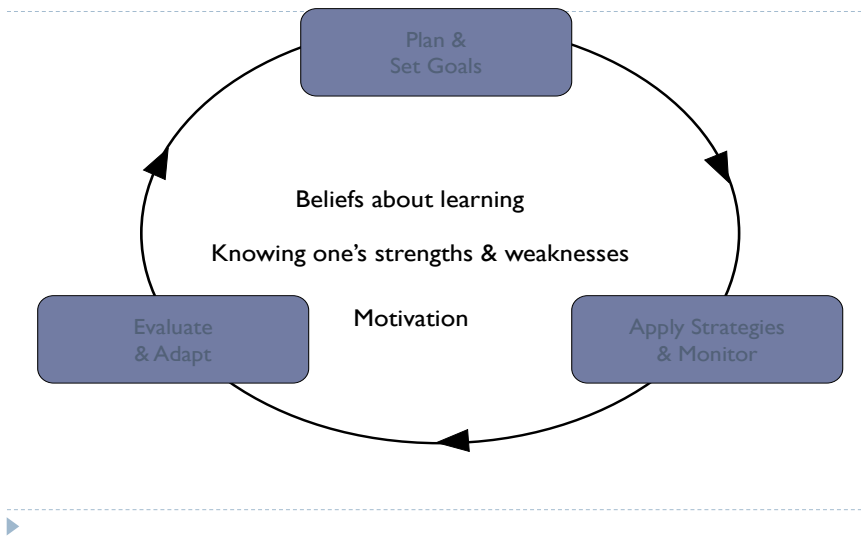 Plan &
Set Goals
Beliefs about learning
Knowing one’s strengths & weaknesses
Motivation
Evaluate
& Adapt
Apply Strategies
& Monitor